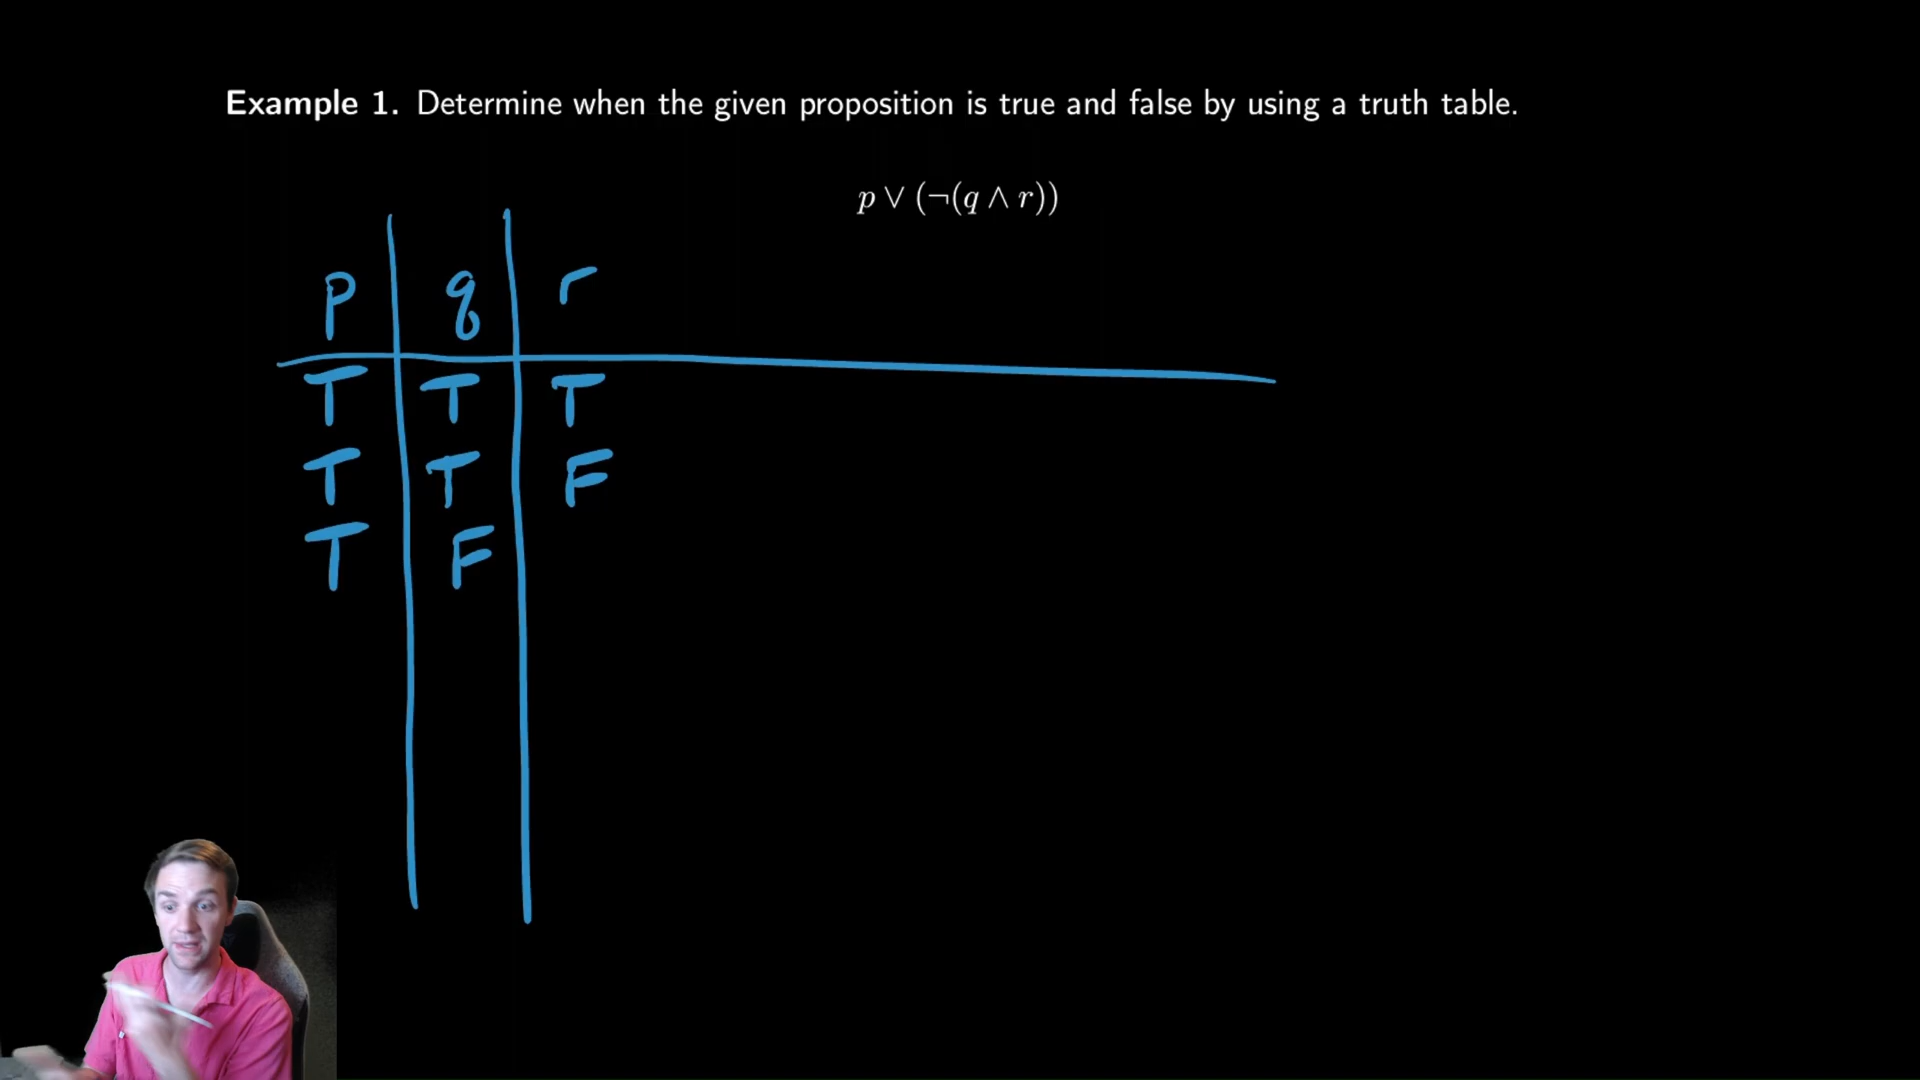 Example 1. Determine when the given proposition is true and false by using a truth table.
p ∨ (¬(q ∧ r))
p q r
T T T
T T F
T F